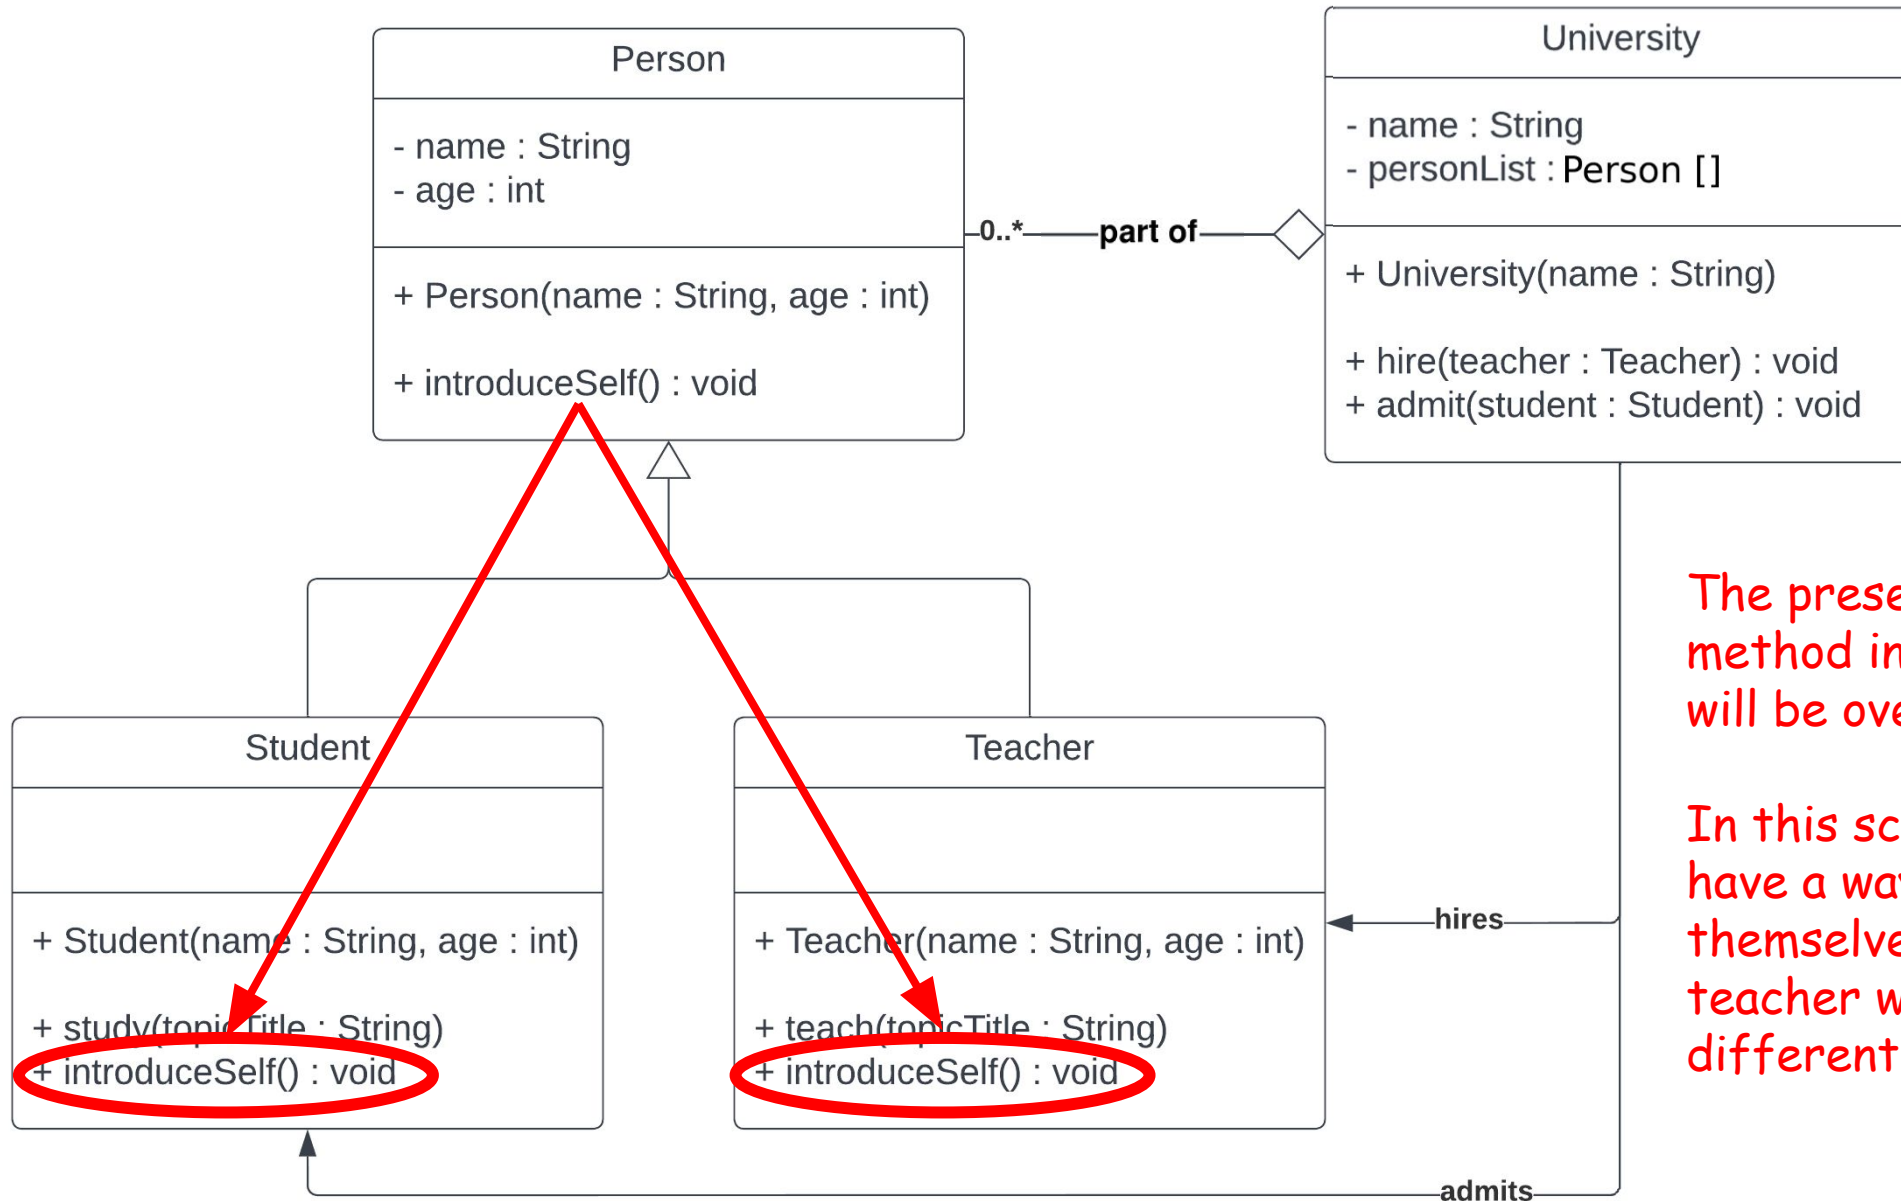 Person
- name : String
- age : int
+ Person(name : String, age : int)
+ introduceSelf() : void
0..*
part of
University
- name : String
- personList : Person []
+ University(name : String)
+ hire(teacher : Teacher) : void
+ admit(student : Student) : void
Student
+ Student(name : String, age : int)
+ study(topicTitle : String)
+ introduceSelf() : void
Teacher
+ Teacher(name : String, age : int)
+ teach(topicTitle : String)
+ introduceSelf() : void
hires
admits
The
method in
will be
In this
have a
teacher
different